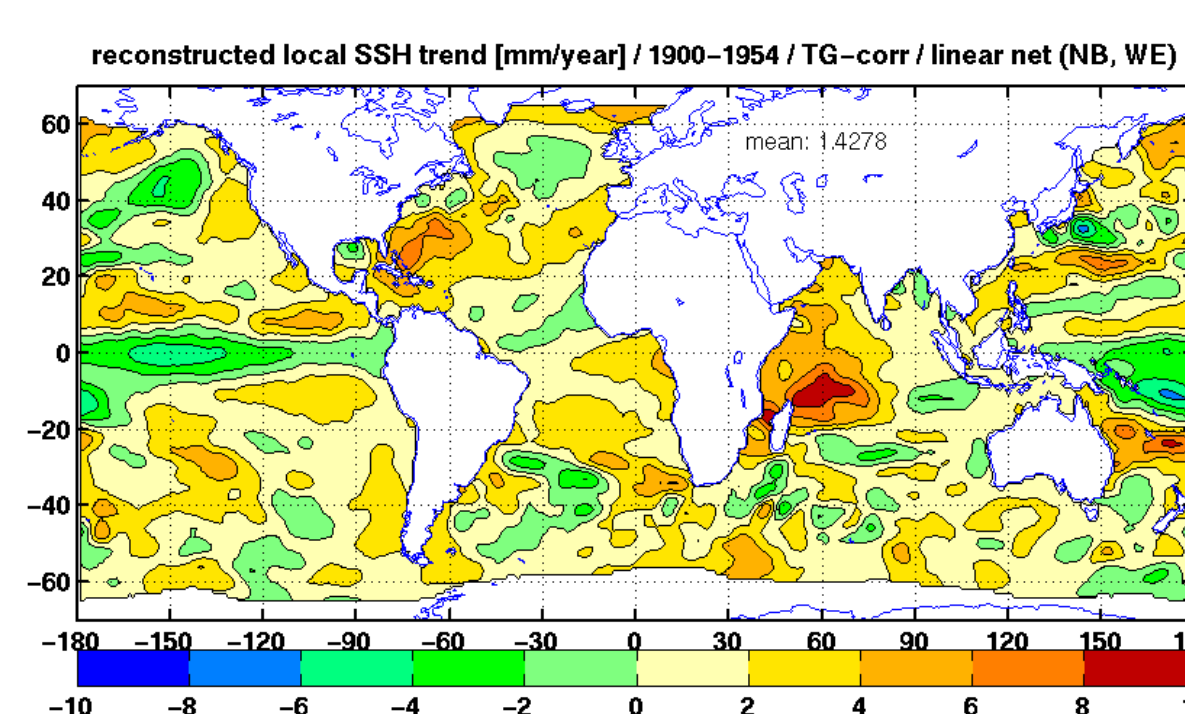 reconstructed local SSH trend [mm/year] / 1900−1954 / TG−corr / linear net (NB, WE)
mean: 1.4278
60
40
20
0
−20
−40
−60
−180 −150 −120 −90 −60 −30 0 30 60 90 120 150 1
−10 −8 −6 −4 −2 0 2 4 6 8 1